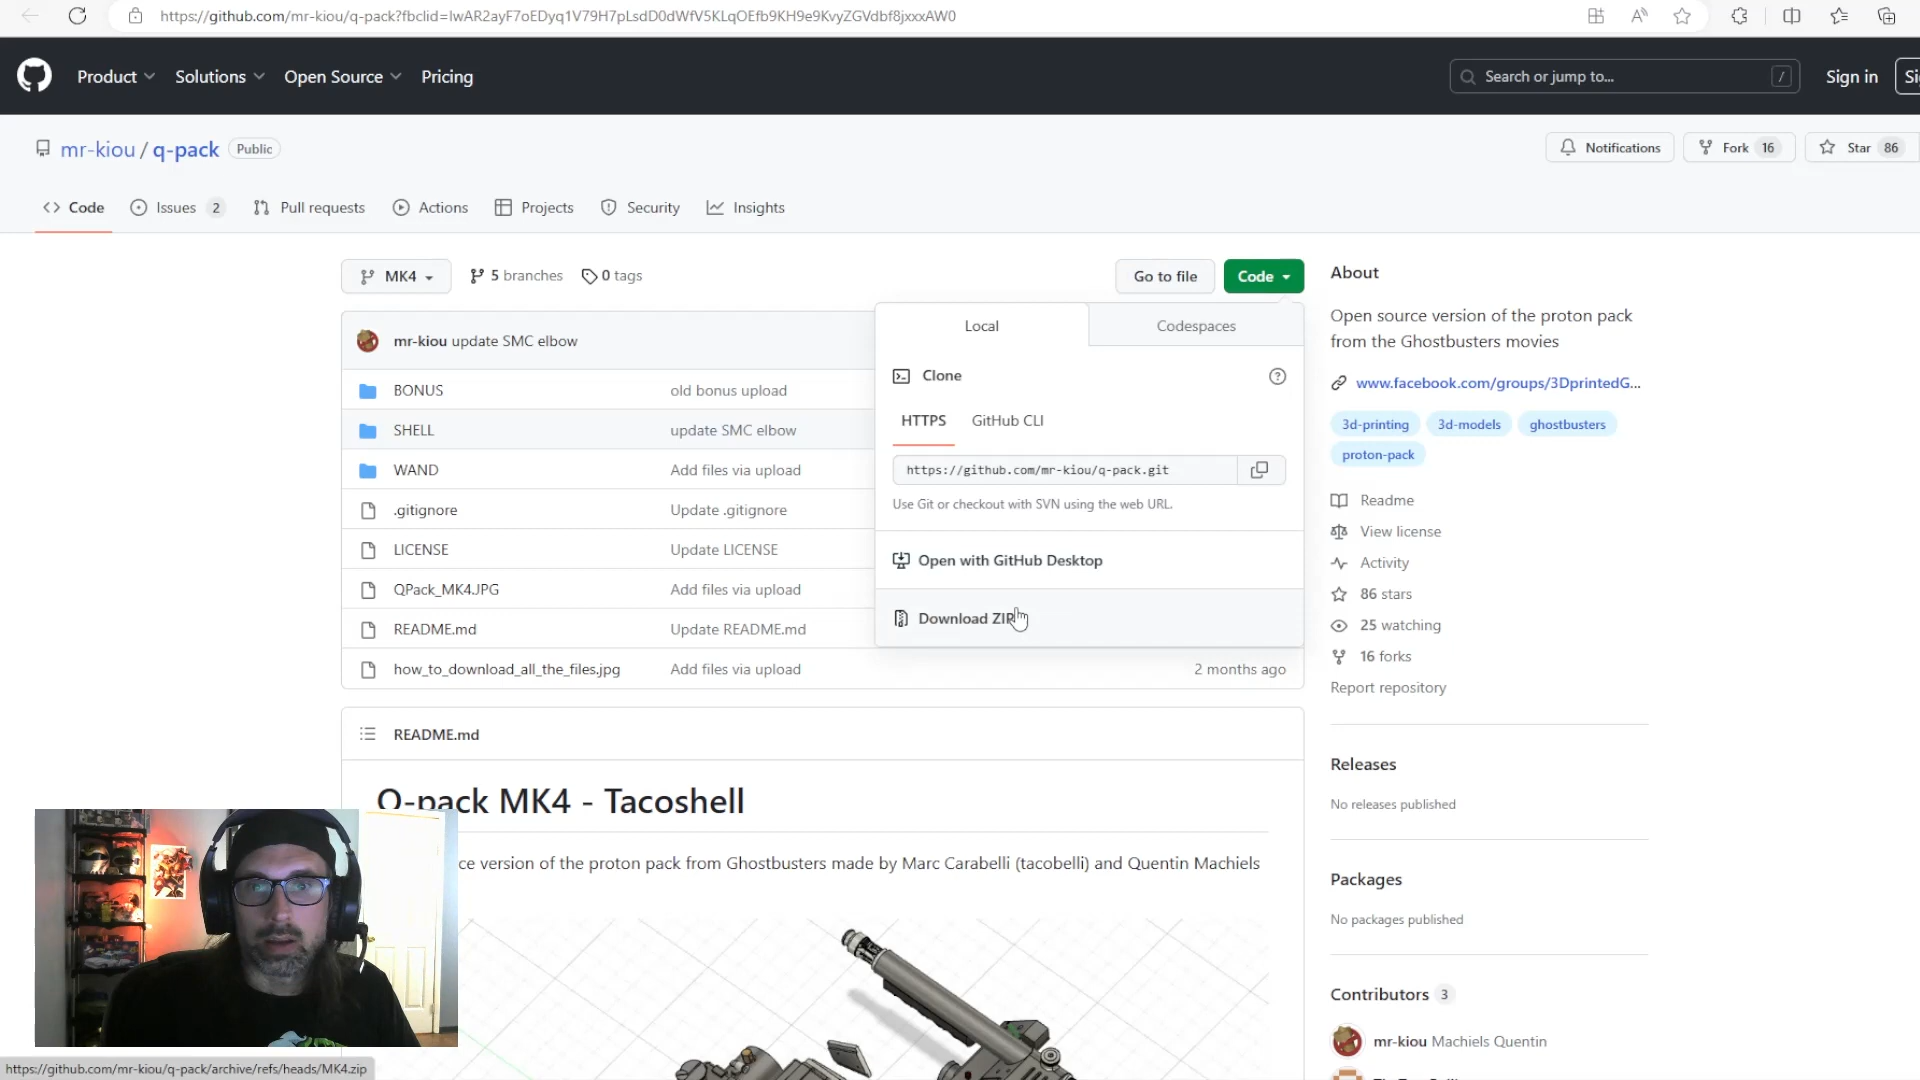 https://github.com/mr-kiou/q-pack?fbclid=IwAR2ayF7oEDyq1V79H7pLsdD0dWfV5KLqOEfb9KH9e9KvyZGVdbf8jxxxAW0
Product Solutions Open Source Pricing
Search or jump to... /
Sign in
Si
mr-kiou / q-pack Public
Notifications
Fork 16
Star 86
Code
Issues 2
Pull requests
Actions
Projects
Security
Insights
MK4
5 branches
0 tags
Go to file
Code
mr-kiou update SMC elbow
BONUS old bonus upload
SHELL update SMC elbow
WAND Add files via upload
.gitignore Update .gitignore
LICENSE Update LICENSE
QPack_MK4.JPG Add files via upload
README.md Update README.md
how_to_download_all_the_files.jpg Add files via upload 2 months ago
Local Codespaces
Clone
HTTPS GitHub CLI
https://github.com/mr-kiou/q-pack.git
Use Git or checkout with SVN using the web URL.
Open with GitHub Desktop
Download ZIP
README.md
Q-pack MK4 - Tacoshell
ce version of the proton pack from Ghostbusters made by Marc Carabelli (tacobelli) and Quentin Machiels
About
Open source version of the proton pack
from the Ghostbusters movies
www.facebook.com/groups/3DprintedG...
3d-printing 3d-models ghostbusters
proton-pack
Readme
View license
Activity
86 stars
25 watching
16 forks
Report repository
Releases
No releases published
Packages
No packages published
Contributors 3
mr-kiou Machiels Quentin
https://github.com/mr-kiou/q-pack/archive/refs/heads/MK4.zip